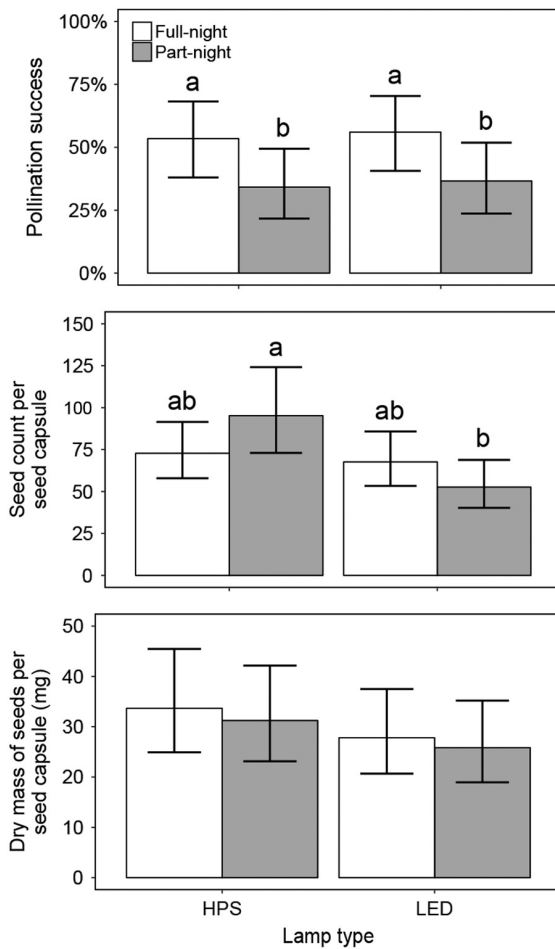 100%
Full-night
Part-night
75%
50%
25%
0%
a
b
a
b
Pollination success
150
125
100
75
50
25
0
ab
a
ab
b
Seed count per
seed capsule
50
40
30
20
10
0
Dry mass of seeds per
seed capsule (mg)
HPS
LED
Lamp type